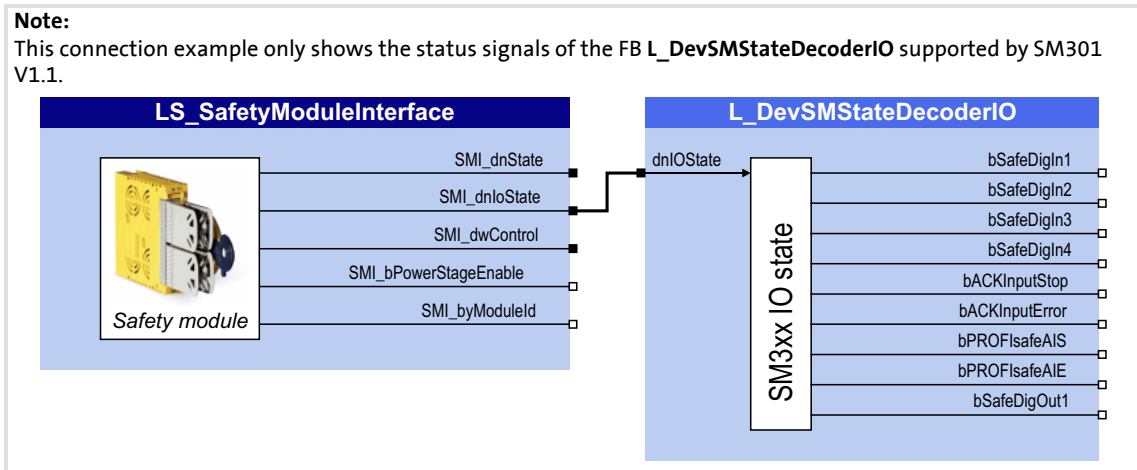 Note:
This connection example only shows the status signals of the FB L_DevSMStateDecoderIO supported by SM301
V1.1.
LS_SafetyModuleInterface
SMI_dnState
SMI_dnIoState
SMI_dwControl
SMI_bPowerStageEnable
SMI_byModuleId
Safety module
L_DevSMStateDecoderIO
dnIOState
SM3xx IO state
bSafeDigIn1
bSafeDigIn2
bSafeDigIn3
bSafeDigIn4
bACKInputStop
bACKInputError
bPROFIsafeAIS
bPROFIsafeAIE
bSafeDigOut1